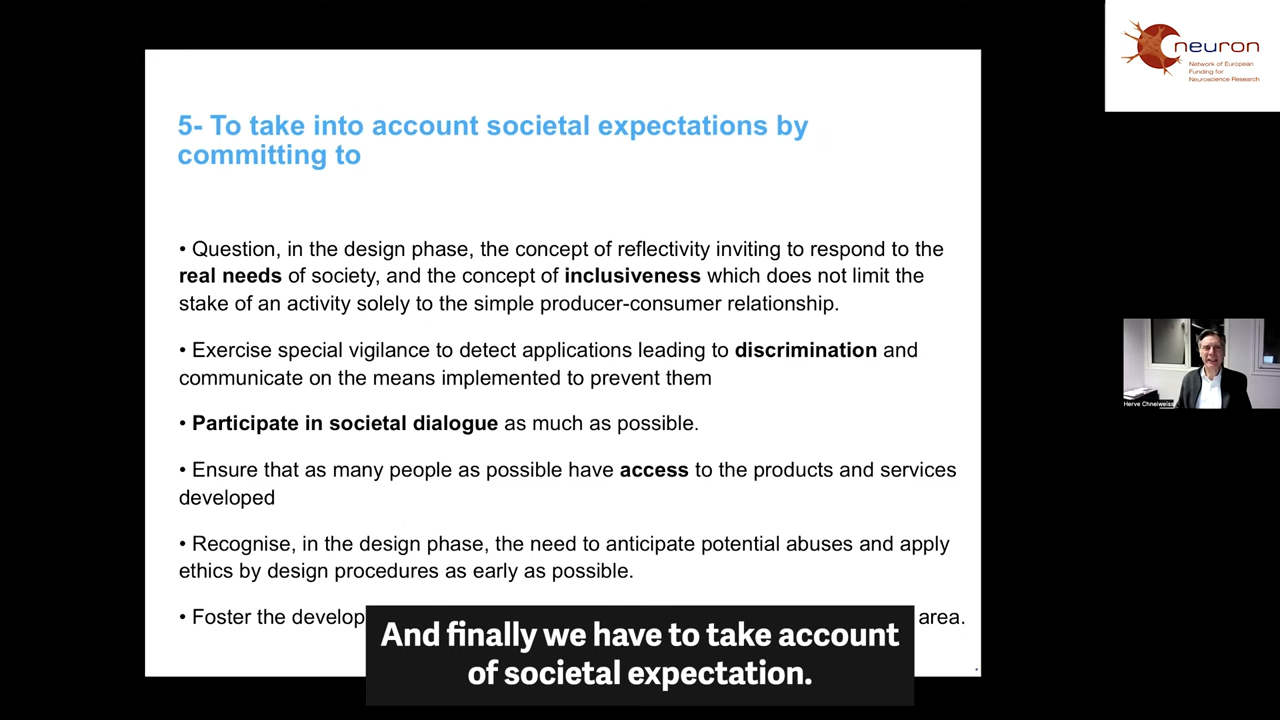 neuron
Network of European
Funding for
Neuroscience Research
5- To take into account societal expectations by
committing to
• Question, in the design phase, the concept of reflectivity inviting to respond to the
real needs of society, and the concept of inclusiveness which does not limit the
stake of an activity solely to the simple producer-consumer relationship.
• Exercise special vigilance to detect applications leading to discrimination and
communicate on the means implemented to prevent them
• Participate in societal dialogue as much as possible.
• Ensure that as many people as possible have access to the products and services
developed
• Recognise, in the design phase, the need to anticipate potential abuses and apply
ethics by design procedures as early as possible.
• Foster the develop area.
Herve Chneiweiss
And finally we have to take account
of societal expectation.